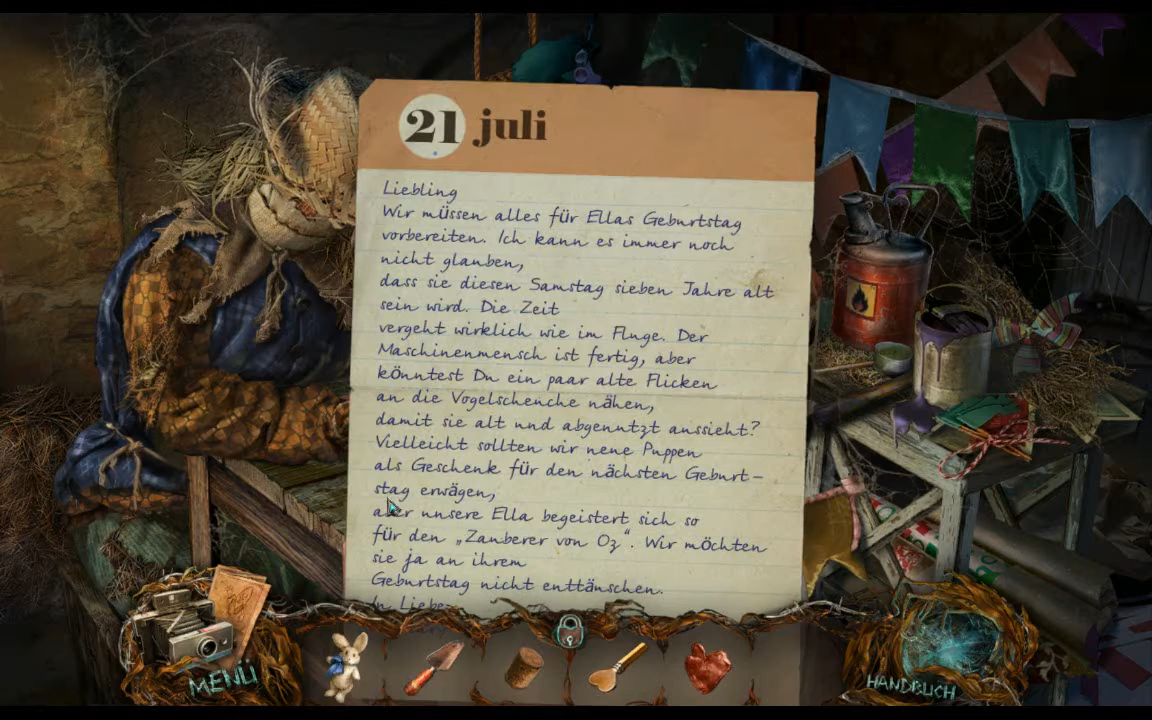 21 juli
Liebling
Wir müssen alles für Ellas Geburtstag
vorbereiten. Ich kann es immer noch
nicht glauben,
dass sie diesen Samstag sieben Jahre alt
sein wird. Die Zeit
vergeht wirklich wie im Fluge. Der
Maschinenmensch ist fertig, aber
könntest Du ein paar alte Flicken
an die Vogelscheuche nähen,
damit sie alt und abgenutzt aussieht?
Vielleicht sollten wir neue Puppen
als Geschenk für den nächsten Geburt-
stag erwägen,
aber unsere Ella begeistert sich so
für den „Zauberer von Oz“. Wir möchten
sie ja an ihrem
Geburtstag nicht enttäuschen.
In Liebe
MENÜ
HANDBUCH